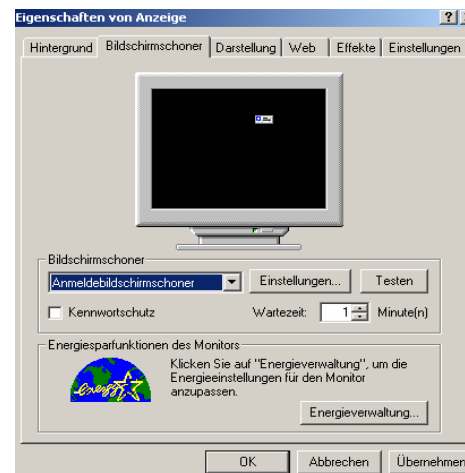 Eigenschaften von Anzeige
Hintergrund Bildschirmschoner Darstellung Web Effekte Einstellungen
Bildschirmschoner
Anmeldebildschirmschoner Einstellungen... Testen
Kennwortschutz Wartezeit: 1 Minute(n)
Energiesparfunktionen des Monitors
Klicken Sie auf "Energieverwaltung", um die
Energieeinstellungen für den Monitor
anzupassen.
energy
Energieverwaltung...
OK Abbrechen Übernehmen